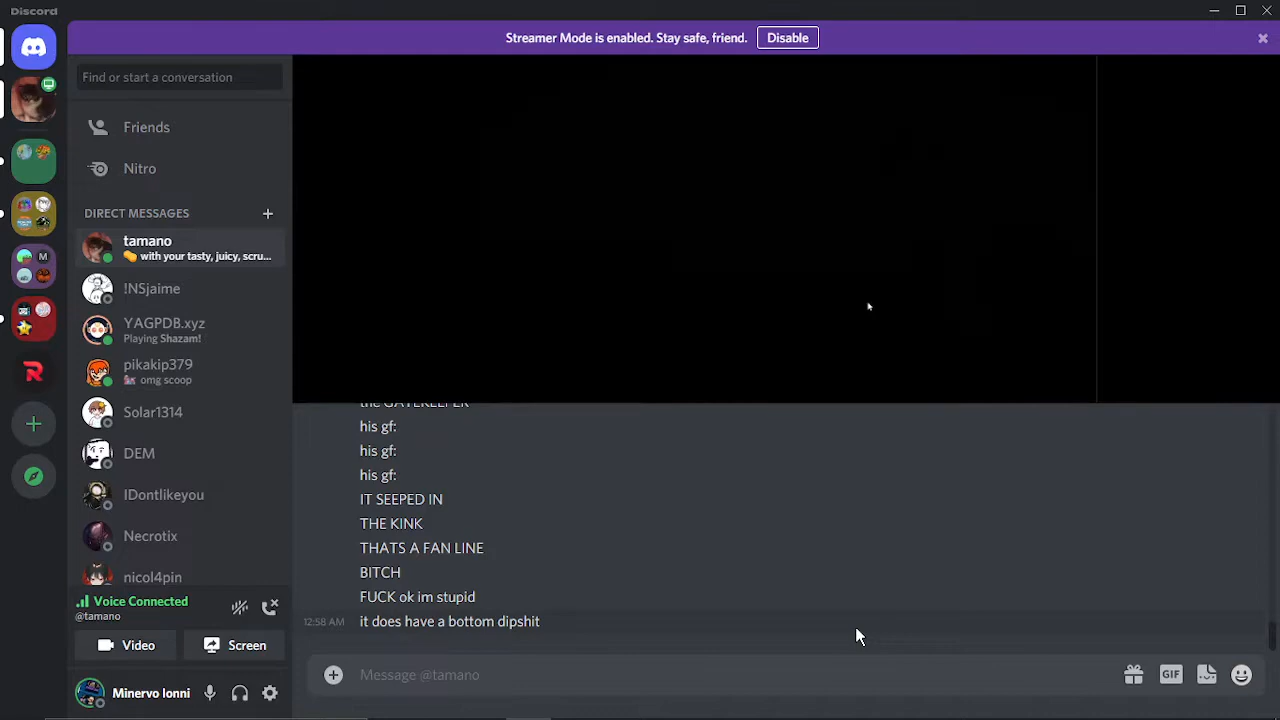 Discord
Streamer Mode is enabled. Stay safe, friend.
Disable
Find or start a conversation
Friends
Nitro
DIRECT MESSAGES
tamano
with your tasty, juicy, scru...
!NSjaime
YAGPDB.xyz
Playing Shazam!
pikakip379
omg scoop
Solar1314
DEM
IDontlikeyou
Necrotix
nicol4pin
Voice Connected
@tamano
Video
Screen
Minervo Ionni
the GATEKEEPER
his gf:
his gf:
his gf:
IT SEEPED IN
THE KINK
THATS A FAN LINE
BITCH
FUCK ok im stupid
12:58 AM it does have a bottom dipshit
Message @tamano
GIF